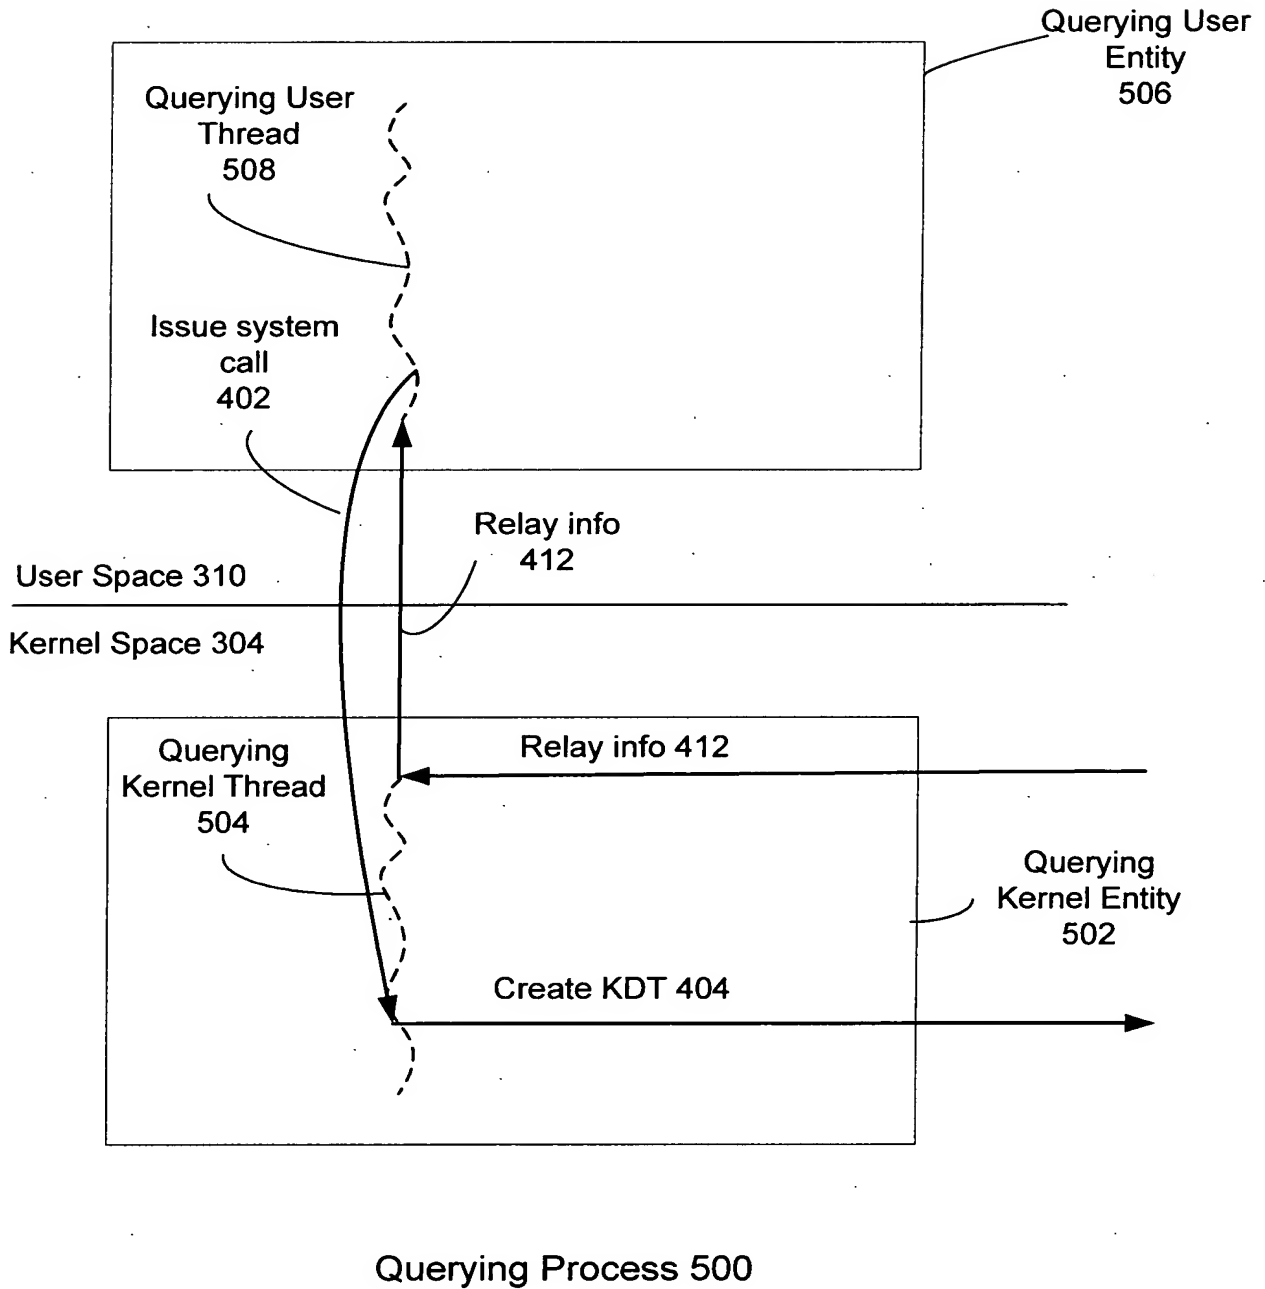 Querying User
Entity
506
Querying User
Thread
508
Issue system
call
402
Relay info
412
User Space 310
Kernel Space 304
Querying
Kernel Thread
504
Relay info 412
Querying
Kernel Entity
502
Create KDT 404
Querying Process 500